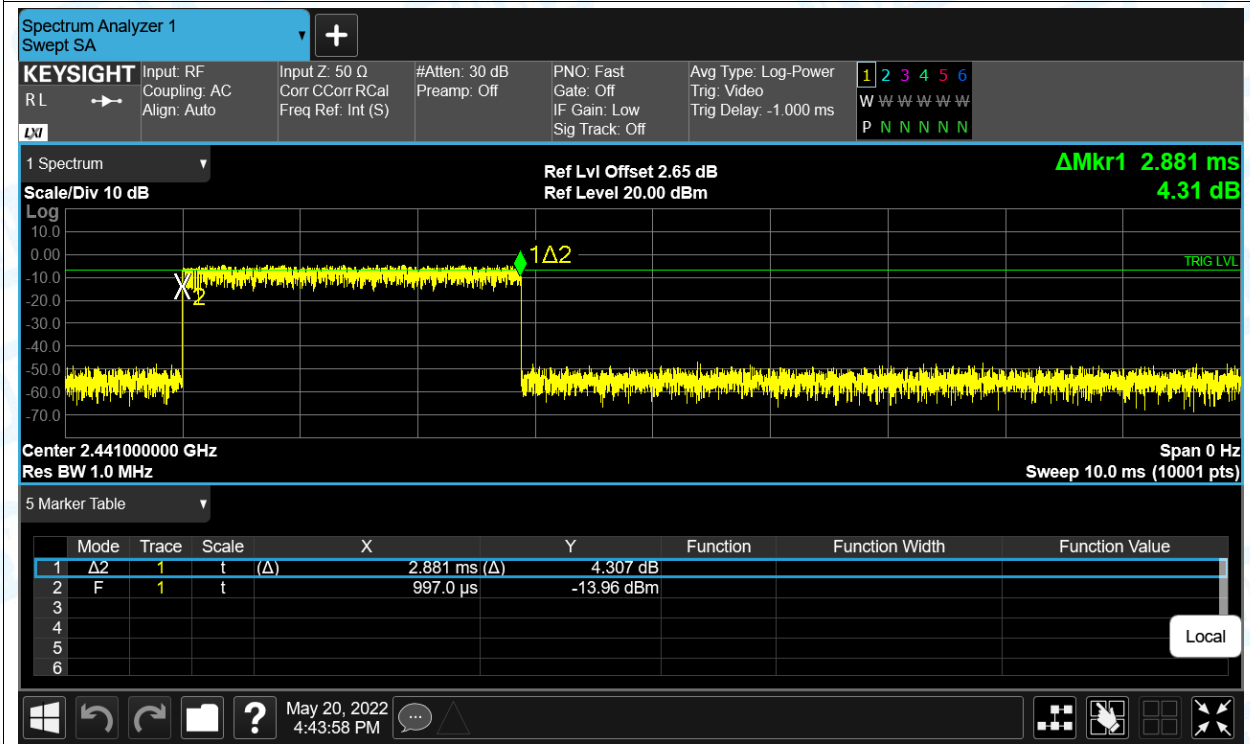 Spectrum Analyzer 1
Swept SA
+
KEYSIGHT Input: RF Input Z: 50 Ω #Atten: 30 dB PNO: Fast Avg Type: Log-Power 1 2 3 4 5 6
R L Coupling: AC Corr CCorr RCal Preamp: Off Gate: Off Trig: Video W W W W W W
Align: Auto Freq Ref: Int (S) IF Gain: Low Trig Delay: -1.000 ms
LXI Sig Track: Off P N N N N N
1 Spectrum Ref Lvl Offset 2.65 dB ΔMkr1 2.881 ms
Scale/Div 10 dB Ref Level 20.00 dBm 4.31 dB
Log
10.0
0.00 1Δ2
TRIG LVL
-10.0
X2
-20.0
-30.0
-40.0
-50.0
-60.0
-70.0
Center 2.441000000 GHz Span 0 Hz
Res BW 1.0 MHz Sweep 10.0 ms (10001 pts)
5 Marker Table
Mode Trace Scale X Y Function Function Width Function Value
1 Δ2 1 t (Δ) 2.881 ms (Δ) 4.307 dB
2 F 1 t 997.0 µs -13.96 dBm
3
4
5
6
Local
? May 20, 2022
4:43:58 PM